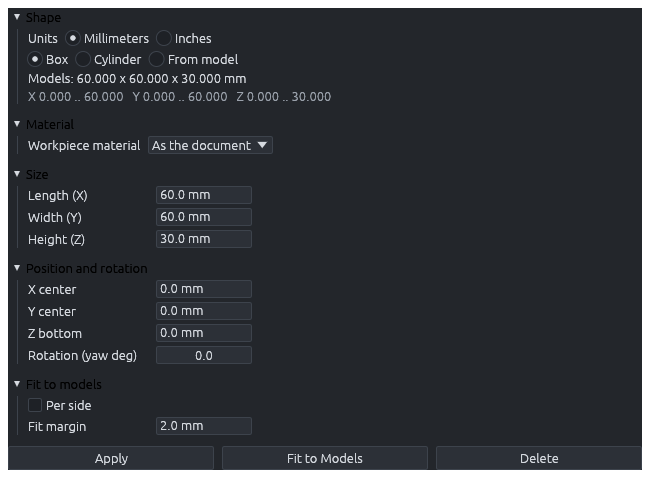 Shape
Units Millimeters Inches
Box Cylinder From model
Models: 60.000 x 60.000 x 30.000 mm
X 0.000 .. 60.000 Y 0.000 .. 60.000 Z 0.000 .. 30.000
Material
Workpiece material As the document
Size
Length (X) 60.0 mm
Width (Y) 60.0 mm
Height (Z) 30.0 mm
Position and rotation
X center 0.0 mm
Y center 0.0 mm
Z bottom 0.0 mm
Rotation (yaw deg) 0.0
Fit to models
Per side
Fit margin 2.0 mm
Apply Fit to Models Delete